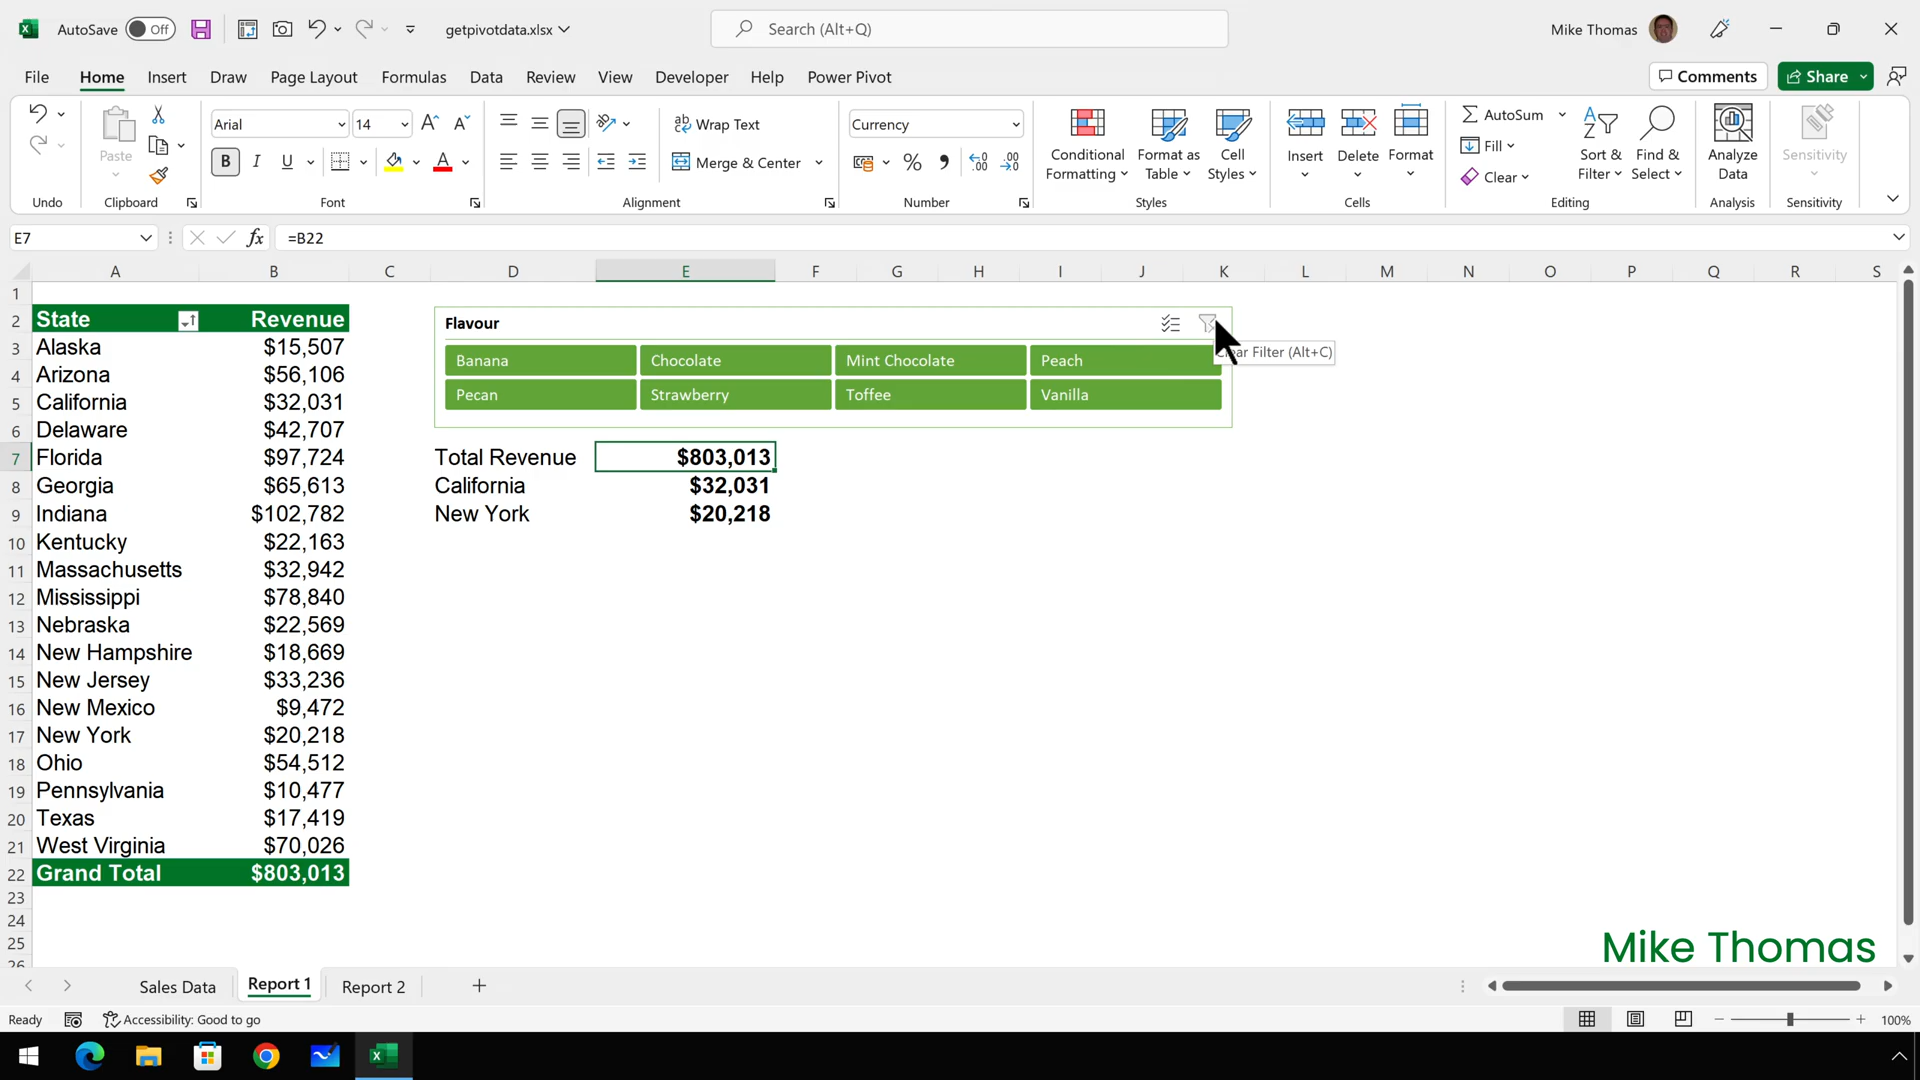 AutoSave Off getpivotdata.xlsx Search (Alt+Q) Mike Thomas
File Home Insert Draw Page Layout Formulas Data Review View Developer Help Power Pivot Comments Share
Arial 14 Wrap Text Currency AutoSum
Paste B I U Merge & Center Conditional Formatting Format as Table Cell Styles Insert Delete Format Fill Clear Sort & Filter Find & Select Analyze Data Sensitivity
Undo Clipboard Font Alignment Number Styles Cells Editing Analysis Sensitivity
E7 fx =B22
A B C D E F G H I J K L M N O P Q R S
1
2 State Revenue Flavour
3 Alaska $15,507 Banana Chocolate Mint Chocolate Peach Clear Filter (Alt+C)
4 Arizona $56,106
5 California $32,031 Pecan Strawberry Toffee Vanilla
6 Delaware $42,707
7 Florida $97,724 Total Revenue $803,013
8 Georgia $65,613 California $32,031
9 Indiana $102,782 New York $20,218
10 Kentucky $22,163
11 Massachusetts $32,942
12 Mississippi $78,840
13 Nebraska $22,569
14 New Hampshire $18,669
15 New Jersey $33,236
16 New Mexico $9,472
17 New York $20,218
18 Ohio $54,512
19 Pennsylvania $10,477
20 Texas $17,419
21 West Virginia $70,026
22 Grand Total $803,013
23
24
25 Mike Thomas
26
Sales Data Report 1 Report 2
Ready Accessibility: Good to go 100%